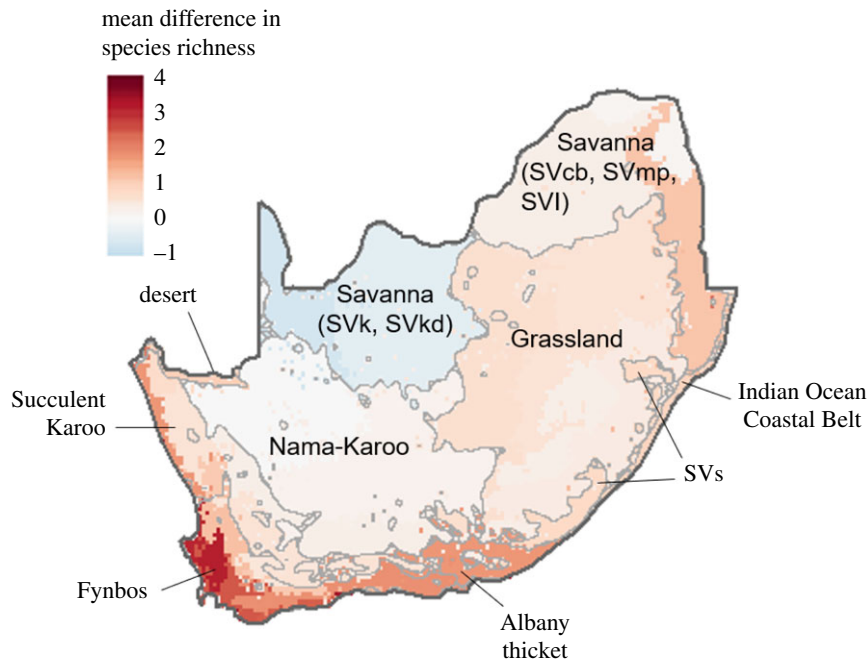 mean difference in
species richness
4
3
2
1
0
–1
Savanna
(SVcb, SVmp,
SVl)
desert
Savanna
(SVk, SVkd)
Grassland
Succulent
Karoo
Indian Ocean
Coastal Belt
Nama-Karoo
SVs
Fynbos
Albany
thicket